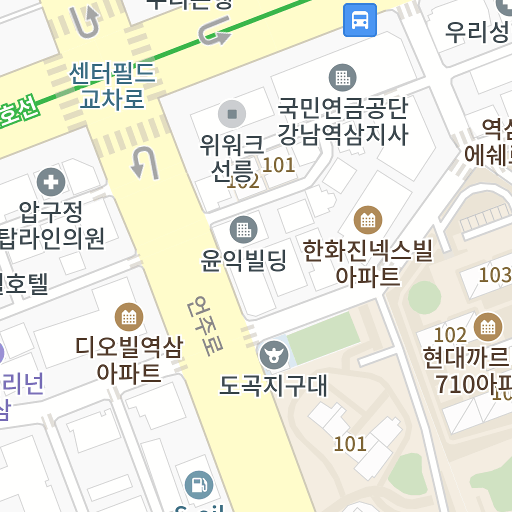 우리은행
우리성
센터필드
교차로
호선
국민연금공단
강남역삼지사
위워크
선릉
101
102
역삼
에쉐르
압구정
탑라인의원
윤익빌딩
한화진넥스빌
아파트
호텔
103
언주로
디오빌역삼
아파트
102
현대까르
710아파
리넌
삼
도곡지구대
101
S-oil